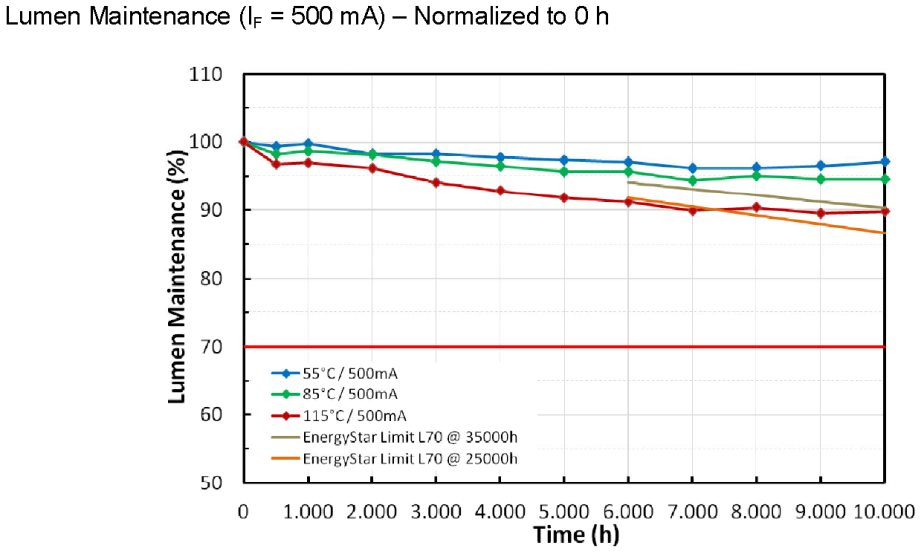 Lumen Maintenance (IF = 500 mA) – Normalized to 0 h
110
100
90
80
70
60
50
Lumen Maintenance (%)
55°C / 500mA
85°C / 500mA
115°C / 500mA
EnergyStar Limit L70 @ 35000h
EnergyStar Limit L70 @ 25000h
0 1.000 2.000 3.000 4.000 5.000 6.000 7.000 8.000 9.000 10.000
Time (h)